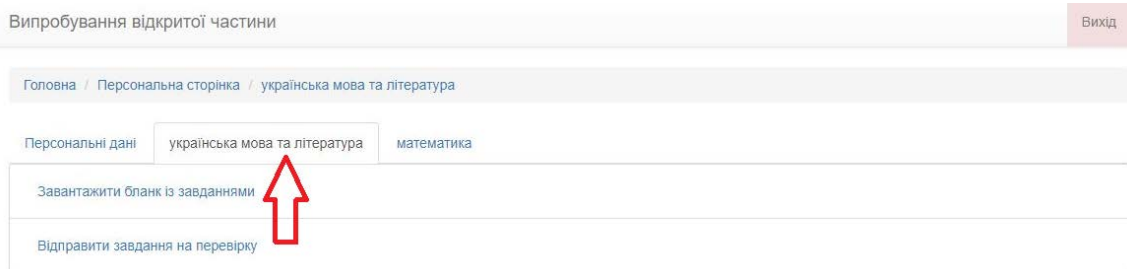 Випробування відкритої частини Вихід
Головна / Персональна сторінка / українська мова та література
Персональні дані українська мова та література математика
Завантажити бланк із завданнями
Відправити завдання на перевірку